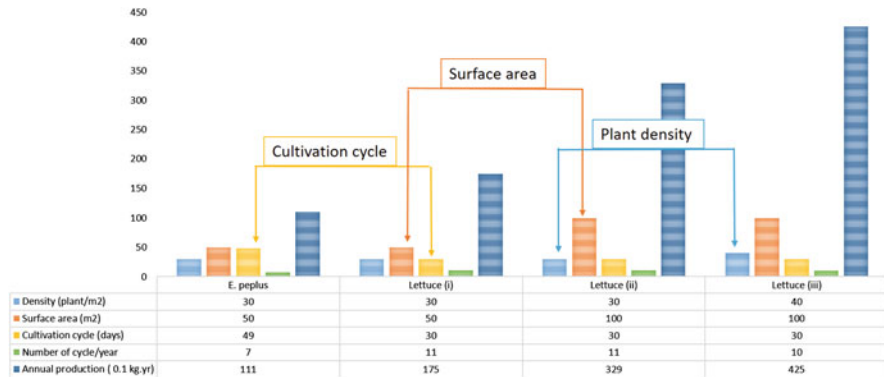 450
400
350
300
250
200
150
100
50
0
Surface area
Plant density
Cultivation cycle
E. peplus Lettuce (i) Lettuce (ii) Lettuce (iii)
Density (plant/m2) 30 30 30 40
Surface area (m2) 50 50 100 100
Cultivation cycle (days) 49 30 30 30
Number of cycle/year 7 11 11 10
Annual production ( 0.1 kg.yr) 111 175 329 425